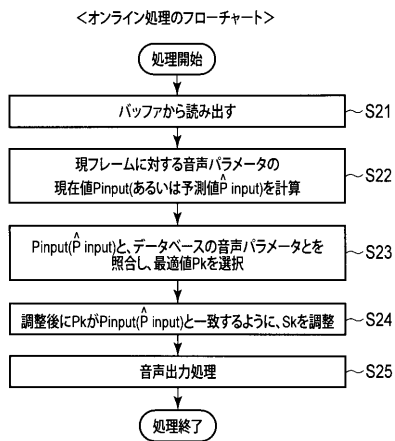 ＜オンライン処理のフローチャート＞
処理開始
バッファから読み出す
S21
現フレームに対する音声パラメータの
現在値Pinput(あるいは予測値P̂ input)を計算
S22
Pinput(P̂ input)と、データベースの音声パラメータとを
照合し、最適値Pkを選択
S23
調整後にPkがPinput(P̂ input)と一致するように、Skを調整
S24
音声出力処理
S25
処理終了